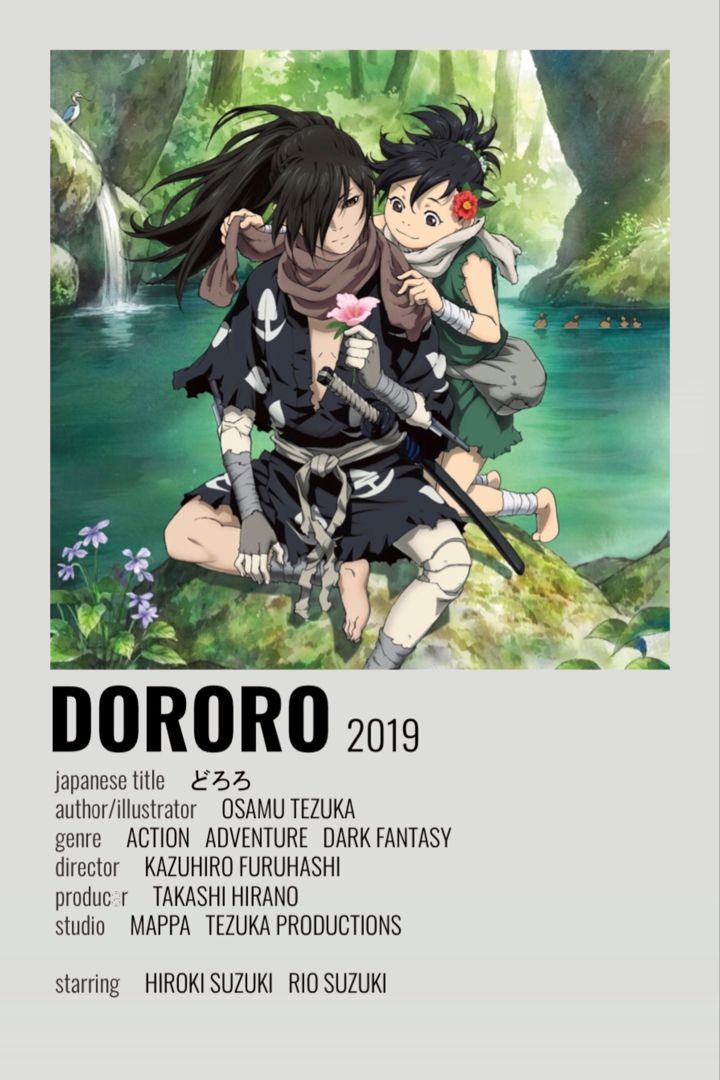 DORORO 2019
japanese title どろろ
author/illustrator OSAMU TEZUKA
genre ACTION ADVENTURE DARK FANTASY
director KAZUHIRO FURUHASHI
producer TAKASHI HIRANO
studio MAPPA TEZUKA PRODUCTIONS
starring HIROKI SUZUKI RIO SUZUKI